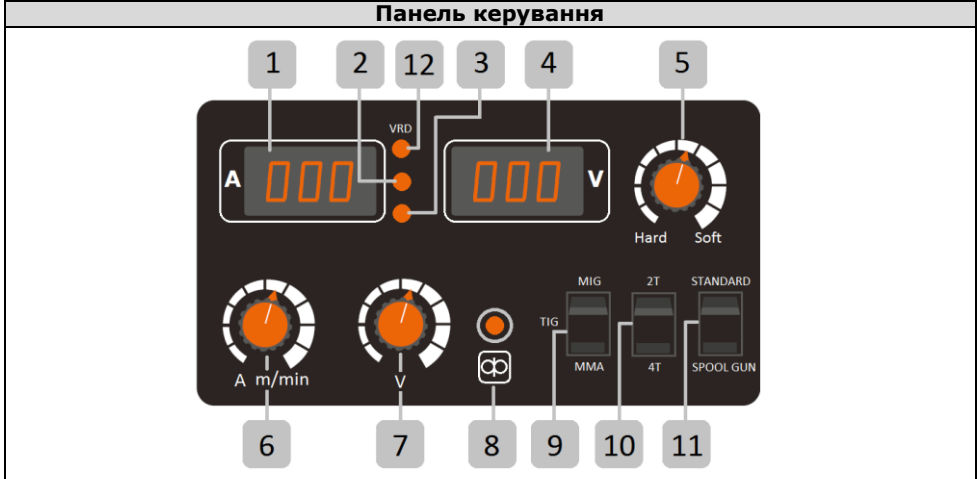 Панель керування
1 2 12 3 4 5
VRD
A 000 000 V
Hard Soft
MIG 2T STANDARD
TIG
MMA 4T SPOOL GUN
A m/min V
6 7 8 9 10 11